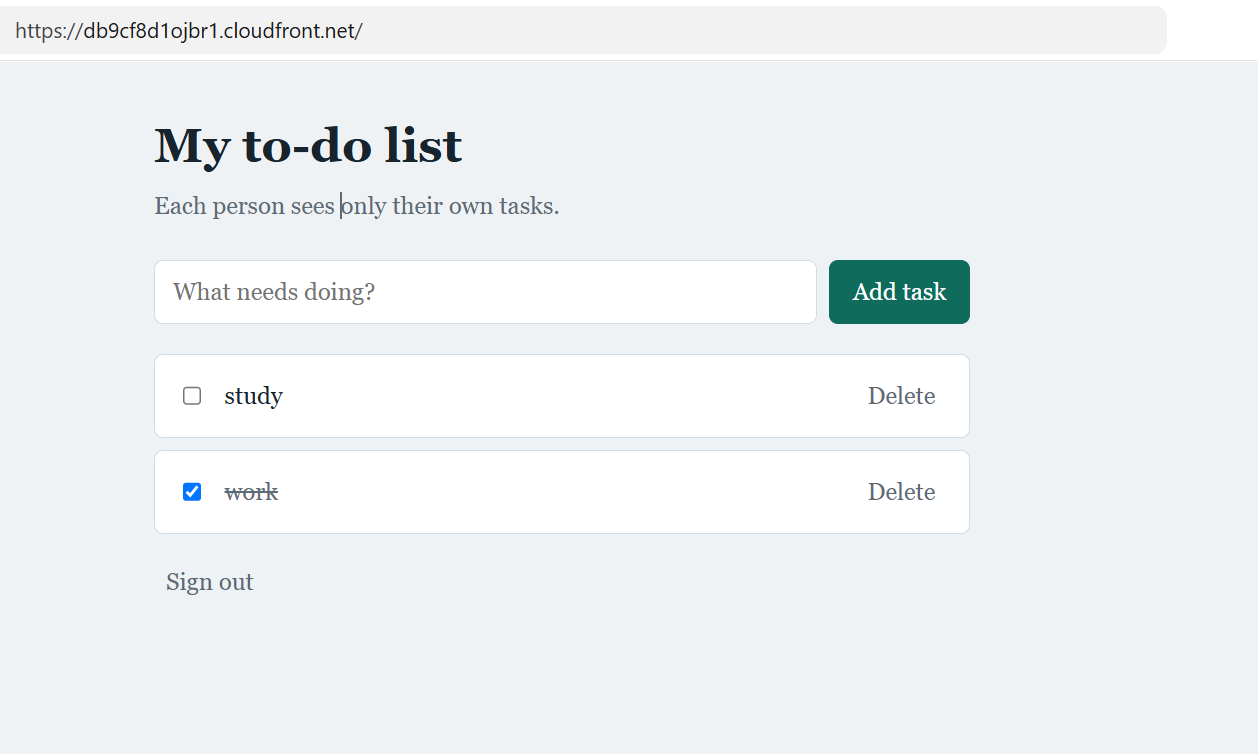 https://db9cf8d1ojbr1.cloudfront.net/
My to-do list
Each person sees only their own tasks.
What needs doing?
Add task
study
Delete
work
Delete
Sign out